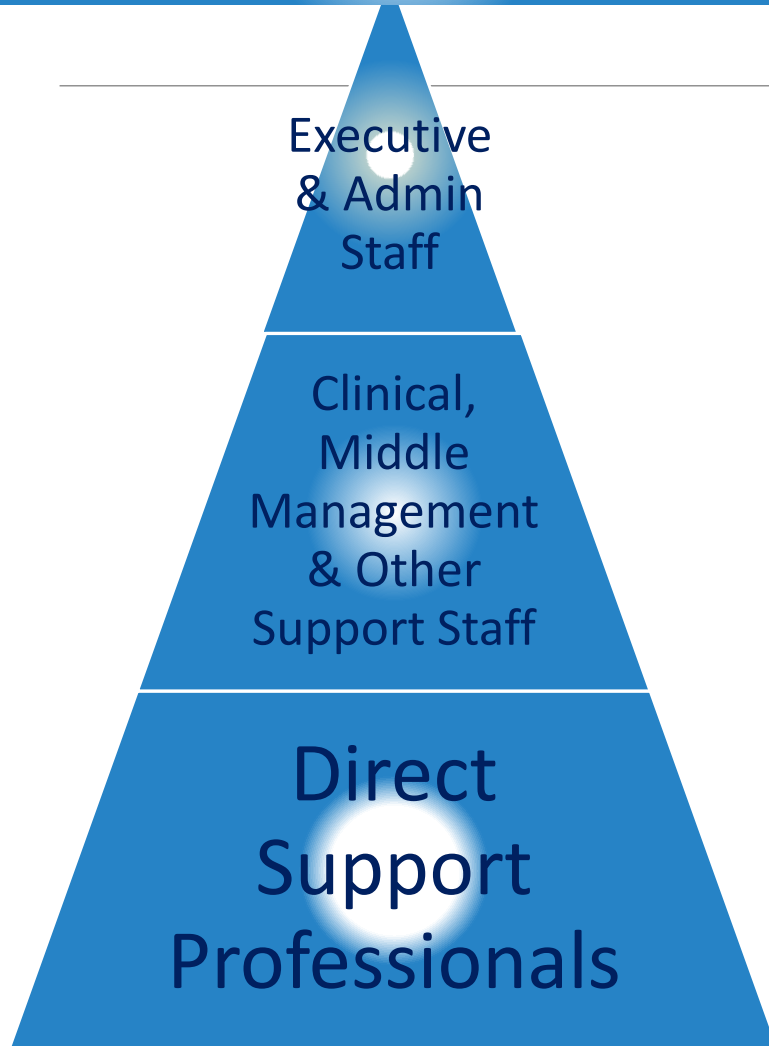 Executive
& Admin
Staff
Clinical,
Middle
Management
& Other
Support Staff
Direct
Support
Professionals